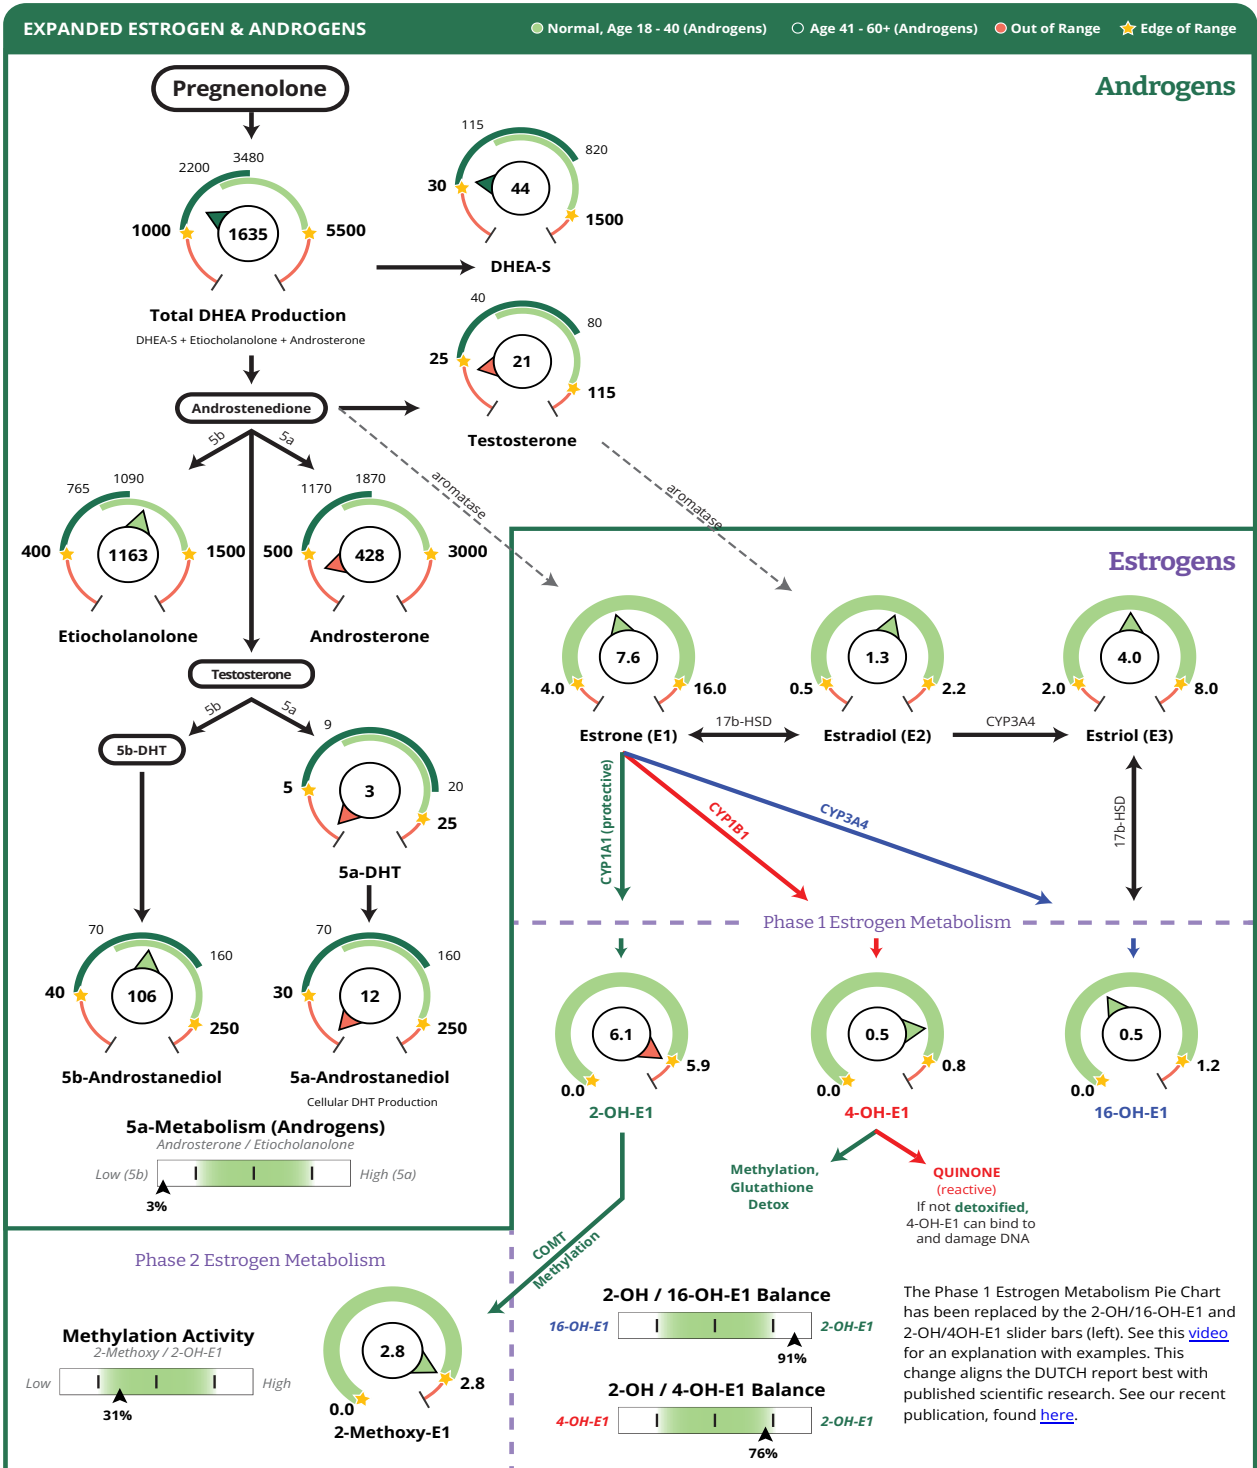 EXPANDED ESTROGEN & ANDROGENS
Normal, Age 18 - 40 (Androgens)
Age 41 - 60+ (Androgens)
Out of Range
Edge of Range
Androgens
Pregnenolone
2200
3480
1000
1635
5500
Total DHEA Production
DHEA-S + Etiocholanolone + Androsterone
115
820
30
44
1500
DHEA-S
40
80
25
21
115
Testosterone
Androstenedione
5b
5a
aromatase
aromatase
765
1090
400
1163
1500
Etiocholanolone
1170
1870
500
428
3000
Androsterone
Testosterone
5b
5a
5b-DHT
9
5
3
20
25
5a-DHT
70
160
40
106
250
5b-Androstanediol
70
160
30
12
250
5a-Androstanediol
Cellular DHT Production
5a-Metabolism (Androgens)
Androsterone / Etiocholanolone
Low (5b)
High (5a)
3%
Estrogens
7.6
4.0
16.0
Estrone (E1)
17b-HSD
1.3
0.5
2.2
Estradiol (E2)
CYP3A4
4.0
2.0
8.0
Estriol (E3)
CYP1A1 (protective)
CYP1B1
CYP3A4
17b-HSD
Phase 1 Estrogen Metabolism
6.1
5.9
0.0
2-OH-E1
0.5
0.8
0.0
4-OH-E1
0.5
1.2
0.0
16-OH-E1
Methylation,
Glutathione
Detox
QUINONE
(reactive)
If not detoxified,
4-OH-E1 can bind to
and damage DNA
COMT
Methylation
Phase 2 Estrogen Metabolism
Methylation Activity
2-Methoxy / 2-OH-E1
Low
High
31%
2.8
2.8
0.0
2-Methoxy-E1
2-OH / 16-OH-E1 Balance
16-OH-E1
2-OH-E1
91%
2-OH / 4-OH-E1 Balance
4-OH-E1
2-OH-E1
76%
The Phase 1 Estrogen Metabolism Pie Chart
has been replaced by the 2-OH/16-OH-E1 and
2-OH/4OH-E1 slider bars (left). See this video
for an explanation with examples. This
change aligns the DUTCH report best with
published scientific research. See our recent
publication, found here.